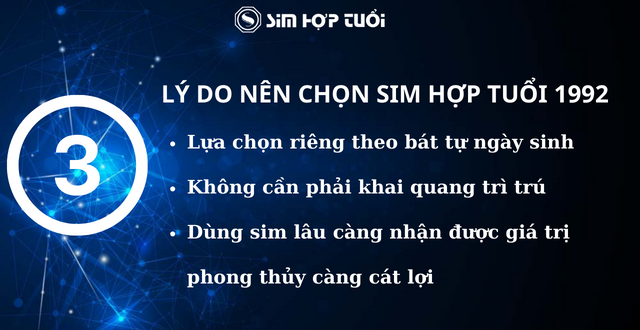 SIM HỢP TUỔI
3
LÝ DO NÊN CHỌN SIM HỢP TUỔI 1992
• Lựa chọn riêng theo bát tự ngày sinh
• Không cần phải khai quang trì trú
• Dùng sim lâu càng nhận được giá trị
phong thủy càng cát lợi